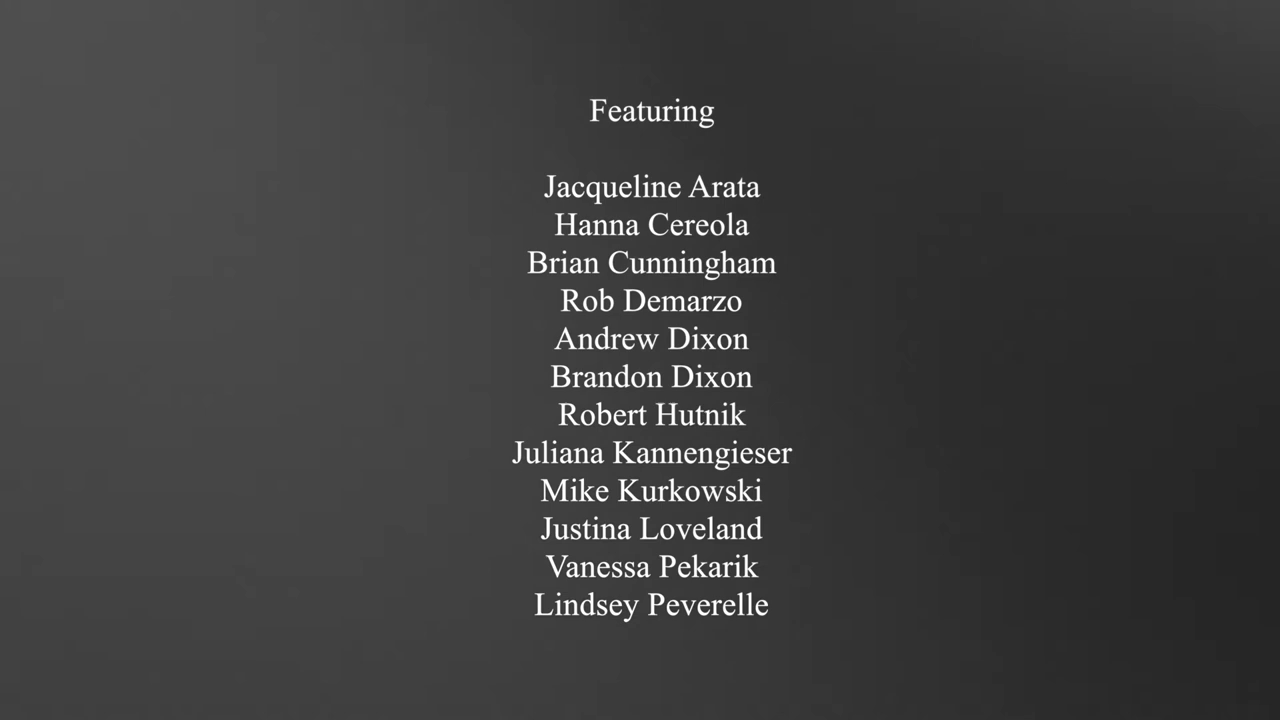 Featuring
Jacqueline Arata
Hanna Cereola
Brian Cunningham
Rob Demarzo
Andrew Dixon
Brandon Dixon
Robert Hutnik
Juliana Kannengieser
Mike Kurkowski
Justina Loveland
Vanessa Pekarik
Lindsey Peverelle